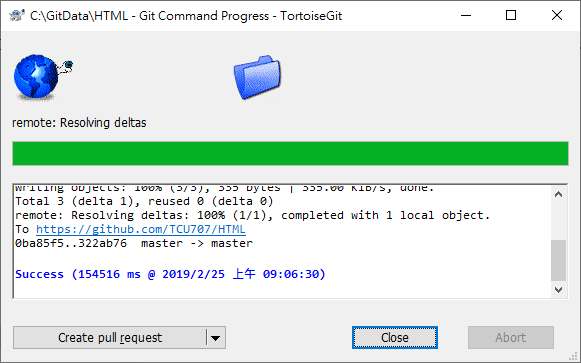 C:\GitData\HTML - Git Command Progress - TortoiseGit
remote: Resolving deltas
Writing objects: 100% (3/3), 335 bytes | 335.00 KiB/s, done.
Total 3 (delta 1), reused 0 (delta 0)
remote: Resolving deltas: 100% (1/1), completed with 1 local object.
To https://github.com/TCU707/HTML
0ba85f5..322ab76  master -> master
Success (154516 ms @ 2019/2/25 上午 09:06:30)
Create pull request
Close
Abort